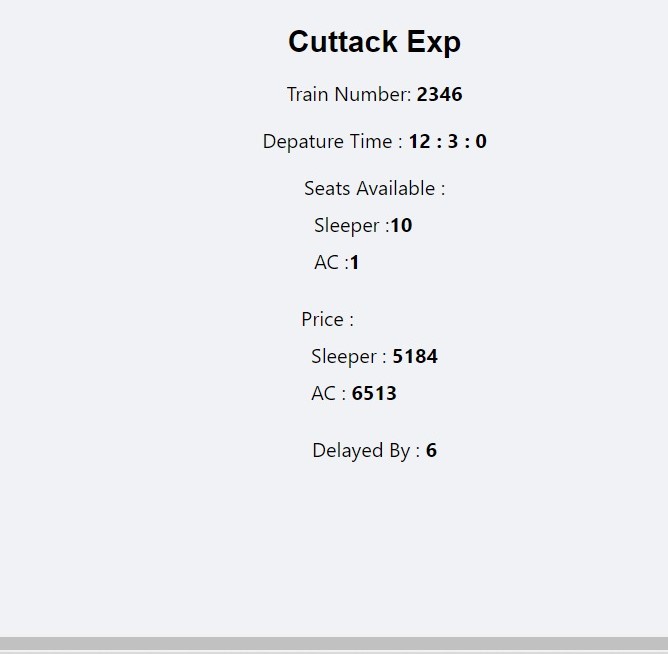 Cuttack Exp
Train Number: 2346
Depature Time : 12 : 3 : 0
Seats Available :
Sleeper :10
AC :1
Price :
Sleeper : 5184
AC : 6513
Delayed By : 6